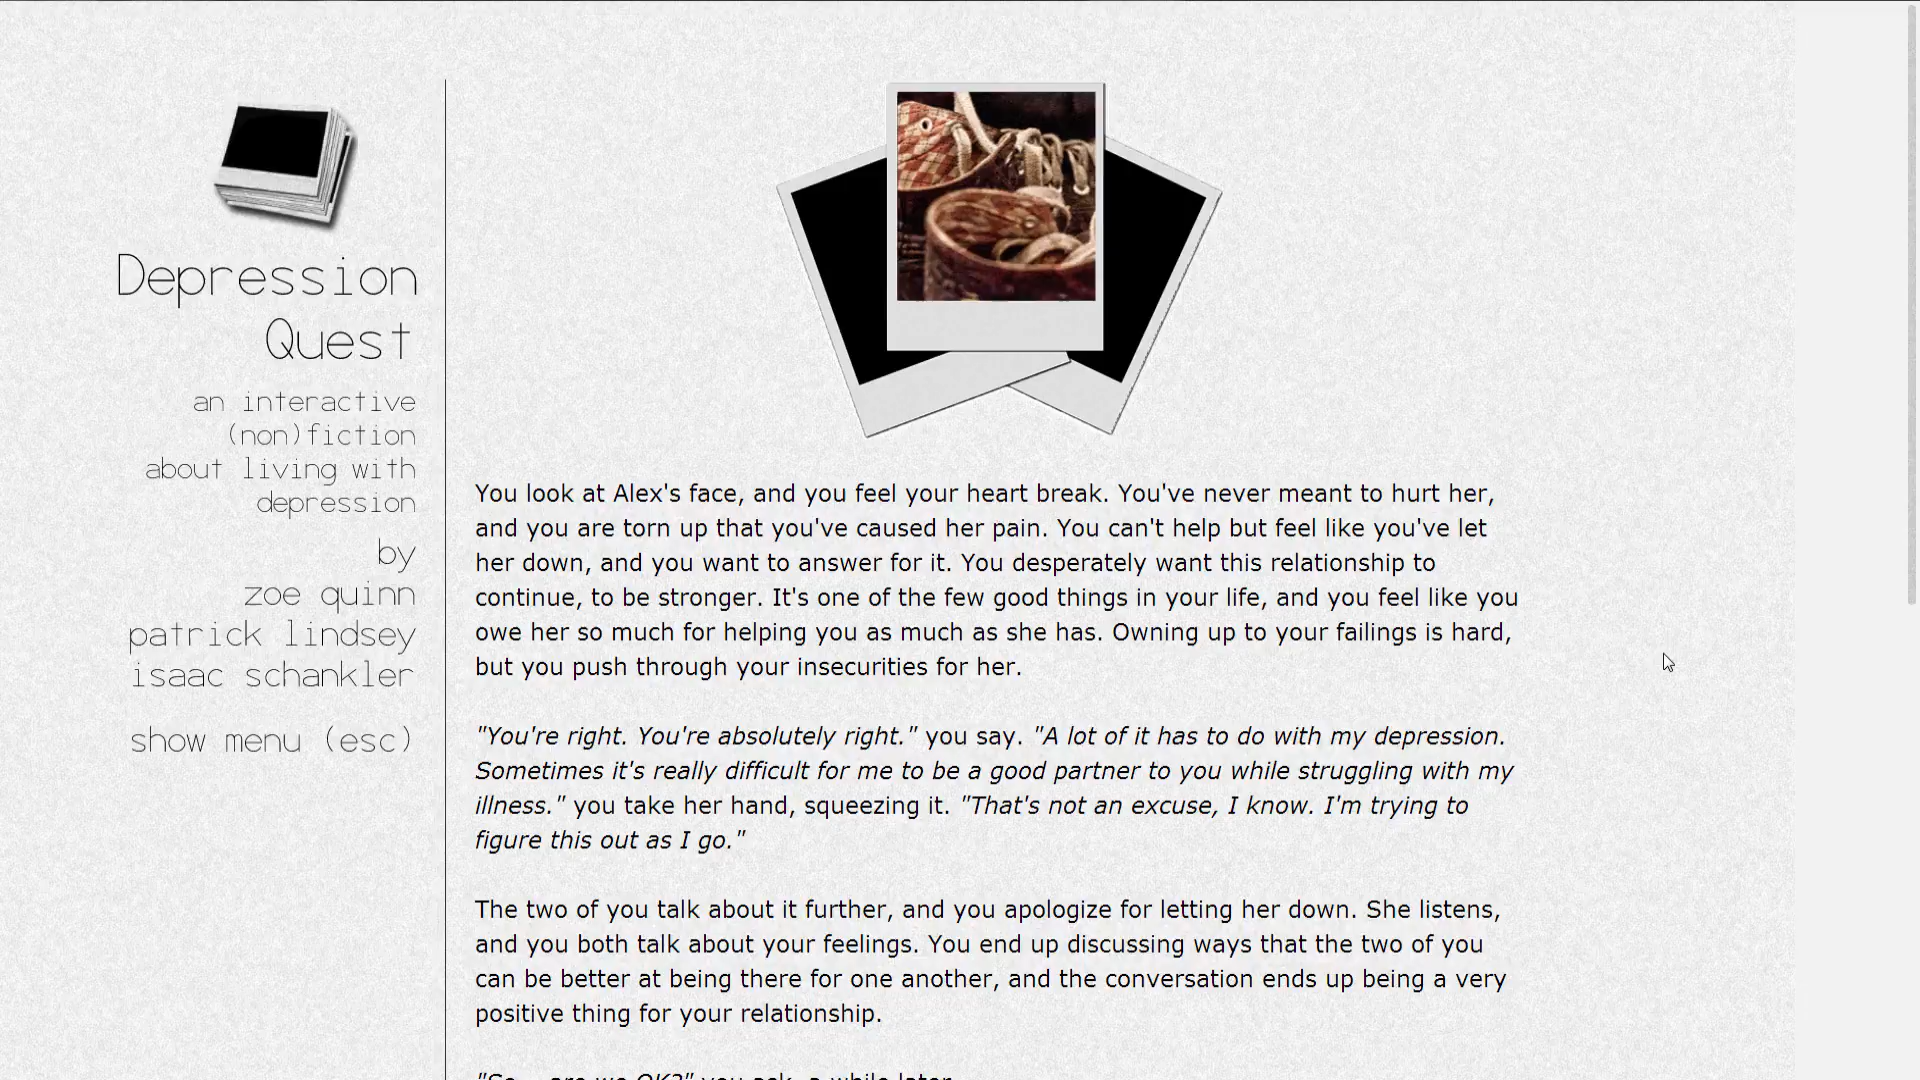 Depression
Quest
an interactive
(non)fiction
about living with
depression
by
zoe quinn
patrick lindsey
isaac schankler
show menu (esc)
You look at Alex's face, and you feel your heart break. You've never meant to hurt her,
and you are torn up that you've caused her pain. You can't help but feel like you've let
her down, and you want to answer for it. You desperately want this relationship to
continue, to be stronger. It's one of the few good things in your life, and you feel like you
owe her so much for helping you as much as she has. Owning up to your failings is hard,
but you push through your insecurities for her.
"You're right. You're absolutely right." you say. "A lot of it has to do with my depression.
Sometimes it's really difficult for me to be a good partner to you while struggling with my
illness." you take her hand, squeezing it. "That's not an excuse, I know. I'm trying to
figure this out as I go."
The two of you talk about it further, and you apologize for letting her down. She listens,
and you both talk about your feelings. You end up discussing ways that the two of you
can be better at being there for one another, and the conversation ends up being a very
positive thing for your relationship.
are we OK?" you ask, a while later.